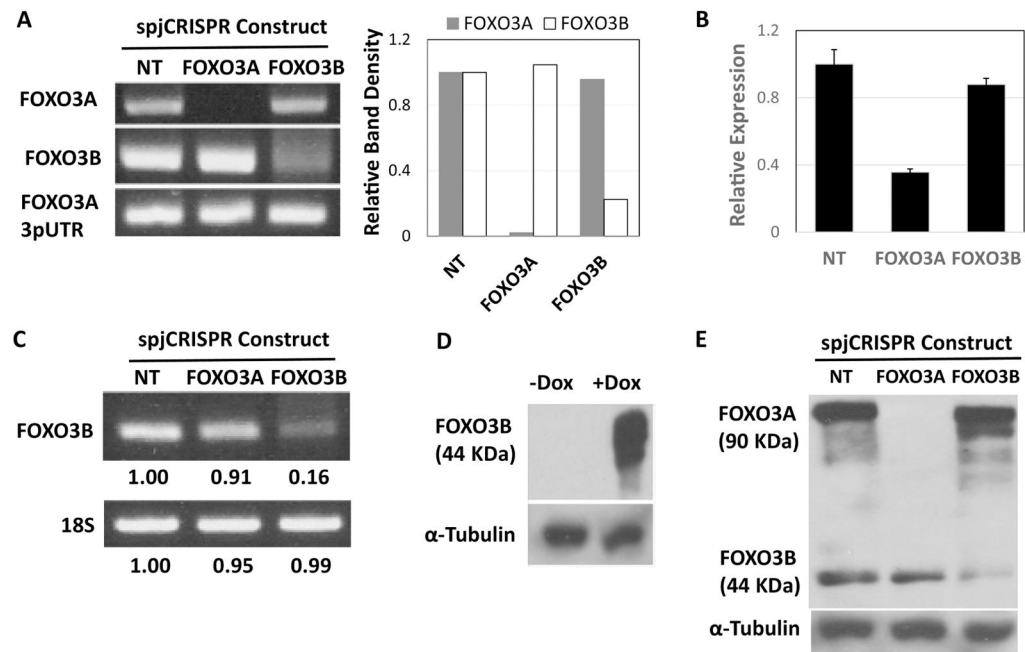 A
spjCRISPR Construct
NT FOXO3A FOXO3B
FOXO3A
FOXO3B
FOXO3A
3pUTR
FOXO3A FOXO3B
Relative Band Density
1.2
0.8
0.4
0
NT
FOXO3A
FOXO3B
B
Relative Expression
1.2
0.8
0.4
0
NT FOXO3A FOXO3B
C
spjCRISPR Construct
NT FOXO3A FOXO3B
FOXO3B
1.00 0.91 0.16
18S
1.00 0.95 0.99
D
-Dox +Dox
FOXO3B
(44 KDa)
α-Tubulin
E
spjCRISPR Construct
NT FOXO3A FOXO3B
FOXO3A
(90 KDa)
FOXO3B
(44 KDa)
α-Tubulin